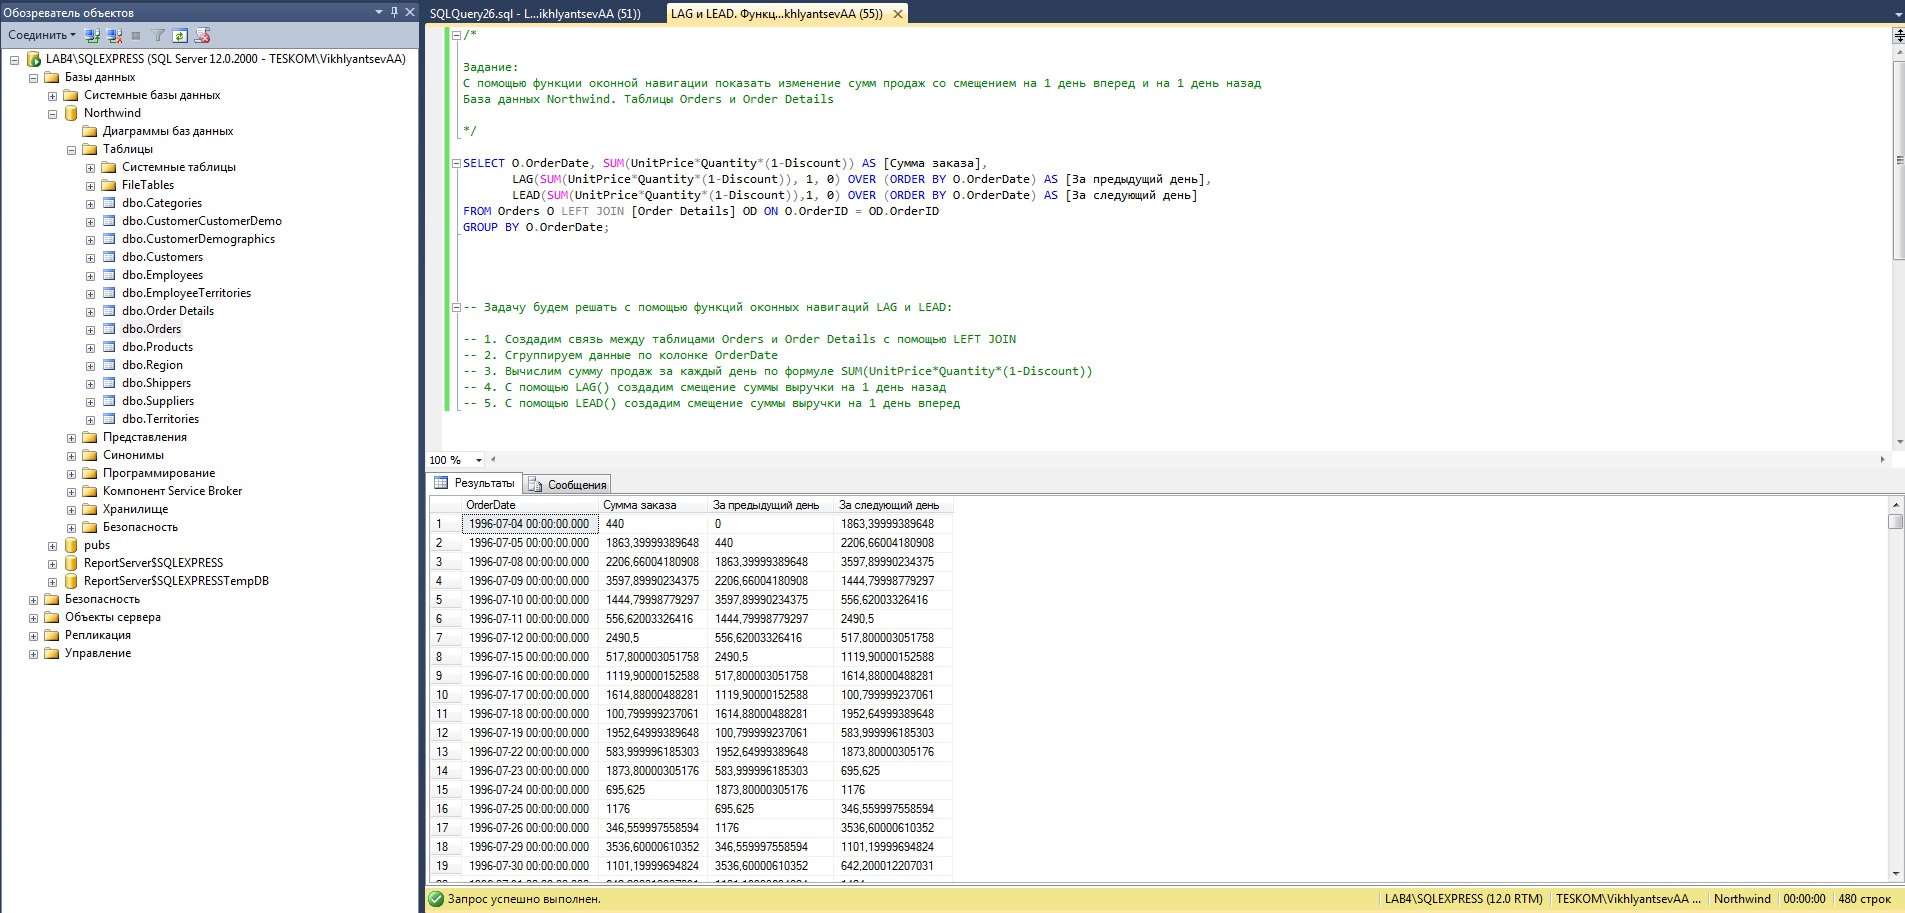 Обозреватель объектов
Соединить
LAB4\SQLEXPRESS (SQL Server 12.0.2000 - TESKOM\VikhlyantsevAA)
Базы данных
Системные базы данных
Northwind
Диаграммы баз данных
Таблицы
Системные таблицы
FileTables
dbo.Categories
dbo.CustomerCustomerDemo
dbo.CustomerDemographics
dbo.Customers
dbo.Employees
dbo.EmployeeTerritories
dbo.Order Details
dbo.Orders
dbo.Products
dbo.Region
dbo.Shippers
dbo.Suppliers
dbo.Territories
Представления
Синонимы
Программирование
Компонент Service Broker
Хранилище
Безопасность
pubs
ReportServer$SQLEXPRESS
ReportServer$SQLEXPRESSTempDB
Безопасность
Объекты сервера
Репликация
Управление
SQLQuery26.sql - L...ikhlyantsevAA (51))
LAG и LEAD. Функц...khlyantsevAA (55))
/*
Задание:
С помощью функции оконной навигации показать изменение сумм продаж со смещением на 1 день вперед и на 1 день назад
База данных Northwind. Таблицы Orders и Order Details
*/
SELECT O.OrderDate, SUM(UnitPrice*Quantity*(1-Discount)) AS [Сумма заказа],
LAG(SUM(UnitPrice*Quantity*(1-Discount)), 1, 0) OVER (ORDER BY O.OrderDate) AS [За предыдущий день],
LEAD(SUM(UnitPrice*Quantity*(1-Discount)),1, 0) OVER (ORDER BY O.OrderDate) AS [За следующий день]
FROM Orders O LEFT JOIN [Order Details] OD ON O.OrderID = OD.OrderID
GROUP BY O.OrderDate;
-- Задачу будем решать с помощью функций оконных навигаций LAG и LEAD:
-- 1. Создадим связь между таблицами Orders и Order Details с помощью LEFT JOIN
-- 2. Сгруппируем данные по колонке OrderDate
-- 3. Вычислим сумму продаж за каждый день по формуле SUM(UnitPrice*Quantity*(1-Discount))
-- 4. С помощью LAG() создадим смещение суммы выручки на 1 день назад
-- 5. С помощью LEAD() создадим смещение суммы выручки на 1 день вперед
100 %
Результаты Сообщения
OrderDate Сумма заказа За предыдущий день За следующий день
1 1996-07-04 00:00:00.000 440 0 1863,39999389648
2 1996-07-05 00:00:00.000 1863,39999389648 440 2206,66004180908
3 1996-07-08 00:00:00.000 2206,66004180908 1863,39999389648 3597,89990234375
4 1996-07-09 00:00:00.000 3597,89990234375 2206,66004180908 1444,79998779297
5 1996-07-10 00:00:00.000 1444,79998779297 3597,89990234375 556,62003326416
6 1996-07-11 00:00:00.000 556,62003326416 1444,79998779297 2490,5
7 1996-07-12 00:00:00.000 2490,5 556,62003326416 517,800003051758
8 1996-07-15 00:00:00.000 517,800003051758 2490,5 1119,90000152588
9 1996-07-16 00:00:00.000 1119,90000152588 517,800003051758 1614,88000488281
10 1996-07-17 00:00:00.000 1614,88000488281 1119,90000152588 100,799999237061
11 1996-07-18 00:00:00.000 100,799999237061 1614,88000488281 1952,64999389648
12 1996-07-19 00:00:00.000 1952,64999389648 100,799999237061 583,999996185303
13 1996-07-22 00:00:00.000 583,999996185303 1952,64999389648 1873,80000305176
14 1996-07-23 00:00:00.000 1873,80000305176 583,999996185303 695,625
15 1996-07-24 00:00:00.000 695,625 1873,80000305176 1176
16 1996-07-25 00:00:00.000 1176 695,625 346,559997558594
17 1996-07-26 00:00:00.000 346,559997558594 1176 3536,60000610352
18 1996-07-29 00:00:00.000 3536,60000610352 346,559997558594 1101,19999694824
19 1996-07-30 00:00:00.000 1101,19999694824 3536,60000610352 642,200012207031
Запрос успешно выполнен.
LAB4\SQLEXPRESS (12.0 RTM) TESKOM\VikhlyantsevAA ... Northwind 00:00:00 480 строк